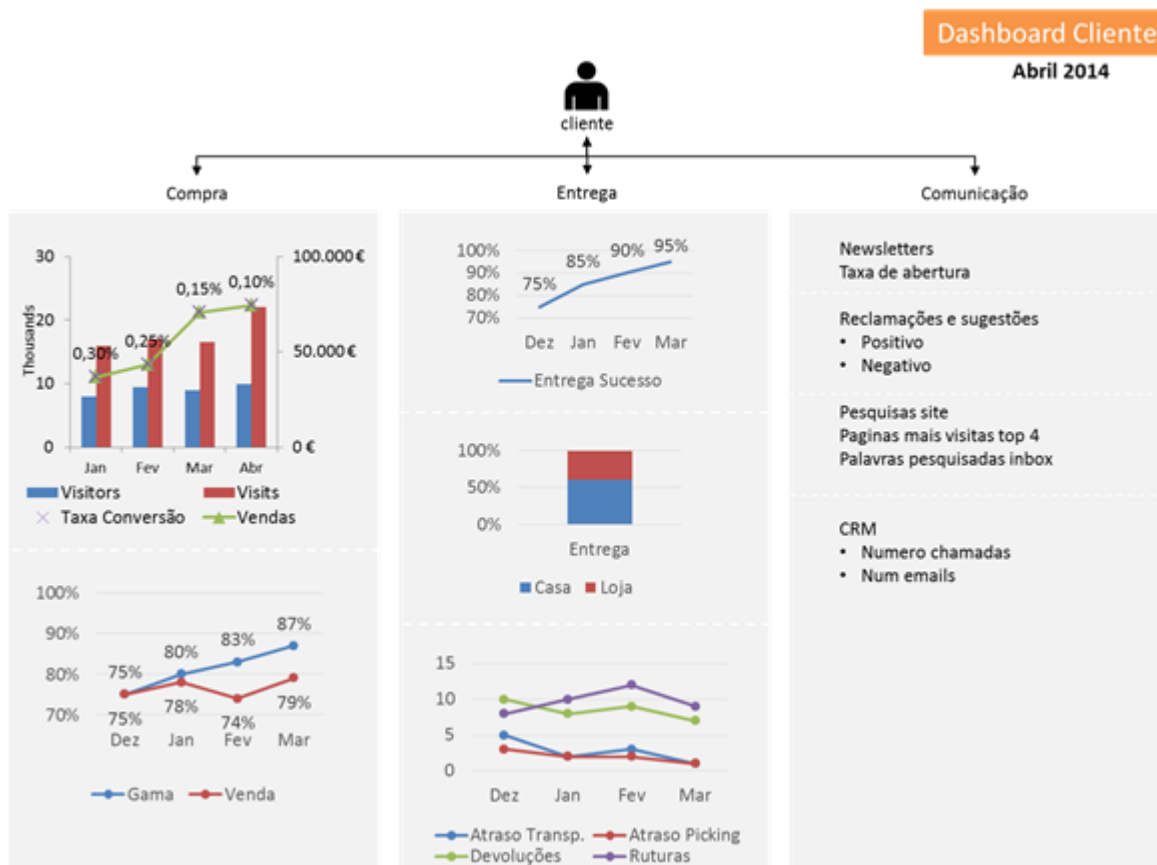 Dashboard Cliente
Abril 2014
cliente
Compra
Entrega
Comunicação
30
20
10
0
Thousands
100.000 €
50.000 €
0 €
0,30%
0,25%
0,15%
0,10%
Jan Fev Mar Abr
Visitors Visits
Taxa Conversão Vendas
100%
90%
80%
70%
75% 80% 83% 87%
75% 78% 74% 79%
Dez Jan Fev Mar
Gama Venda
100%
90%
80%
70%
75% 85% 90% 95%
Dez Jan Fev Mar
Entrega Sucesso
100%
50%
0%
Entrega
Casa Loja
15
10
5
0
Dez Jan Fev Mar
Atraso Transp. Atraso Picking
Devoluções Ruturas
Newsletters
Taxa de abertura
Reclamações e sugestões
• Positivo
• Negativo
Pesquisas site
Paginas mais visitas top 4
Palavras pesquisadas inbox
CRM
• Numero chamadas
• Num emails